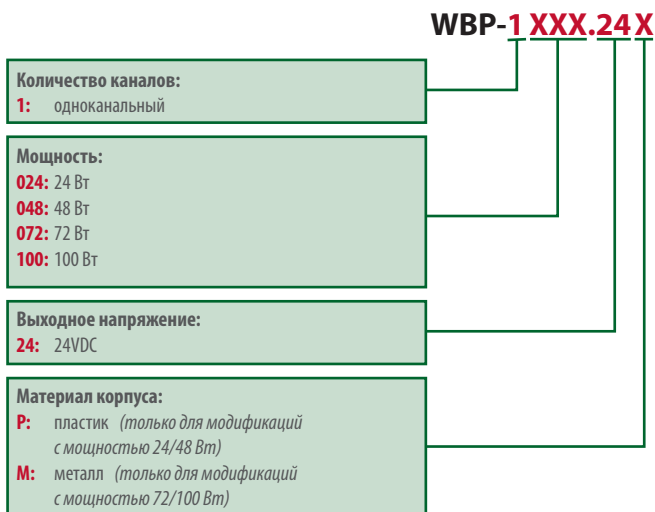 WBP-1 XXX.24 X
Количество каналов:
1: одноканальный
Мощность:
024: 24 Вт
048: 48 Вт
072: 72 Вт
100: 100 Вт
Выходное напряжение:
24: 24VDC
Материал корпуса:
P: пластик (только для модификаций
с мощностью 24/48 Вт)
M: металл (только для модификаций
с мощностью 72/100 Вт)